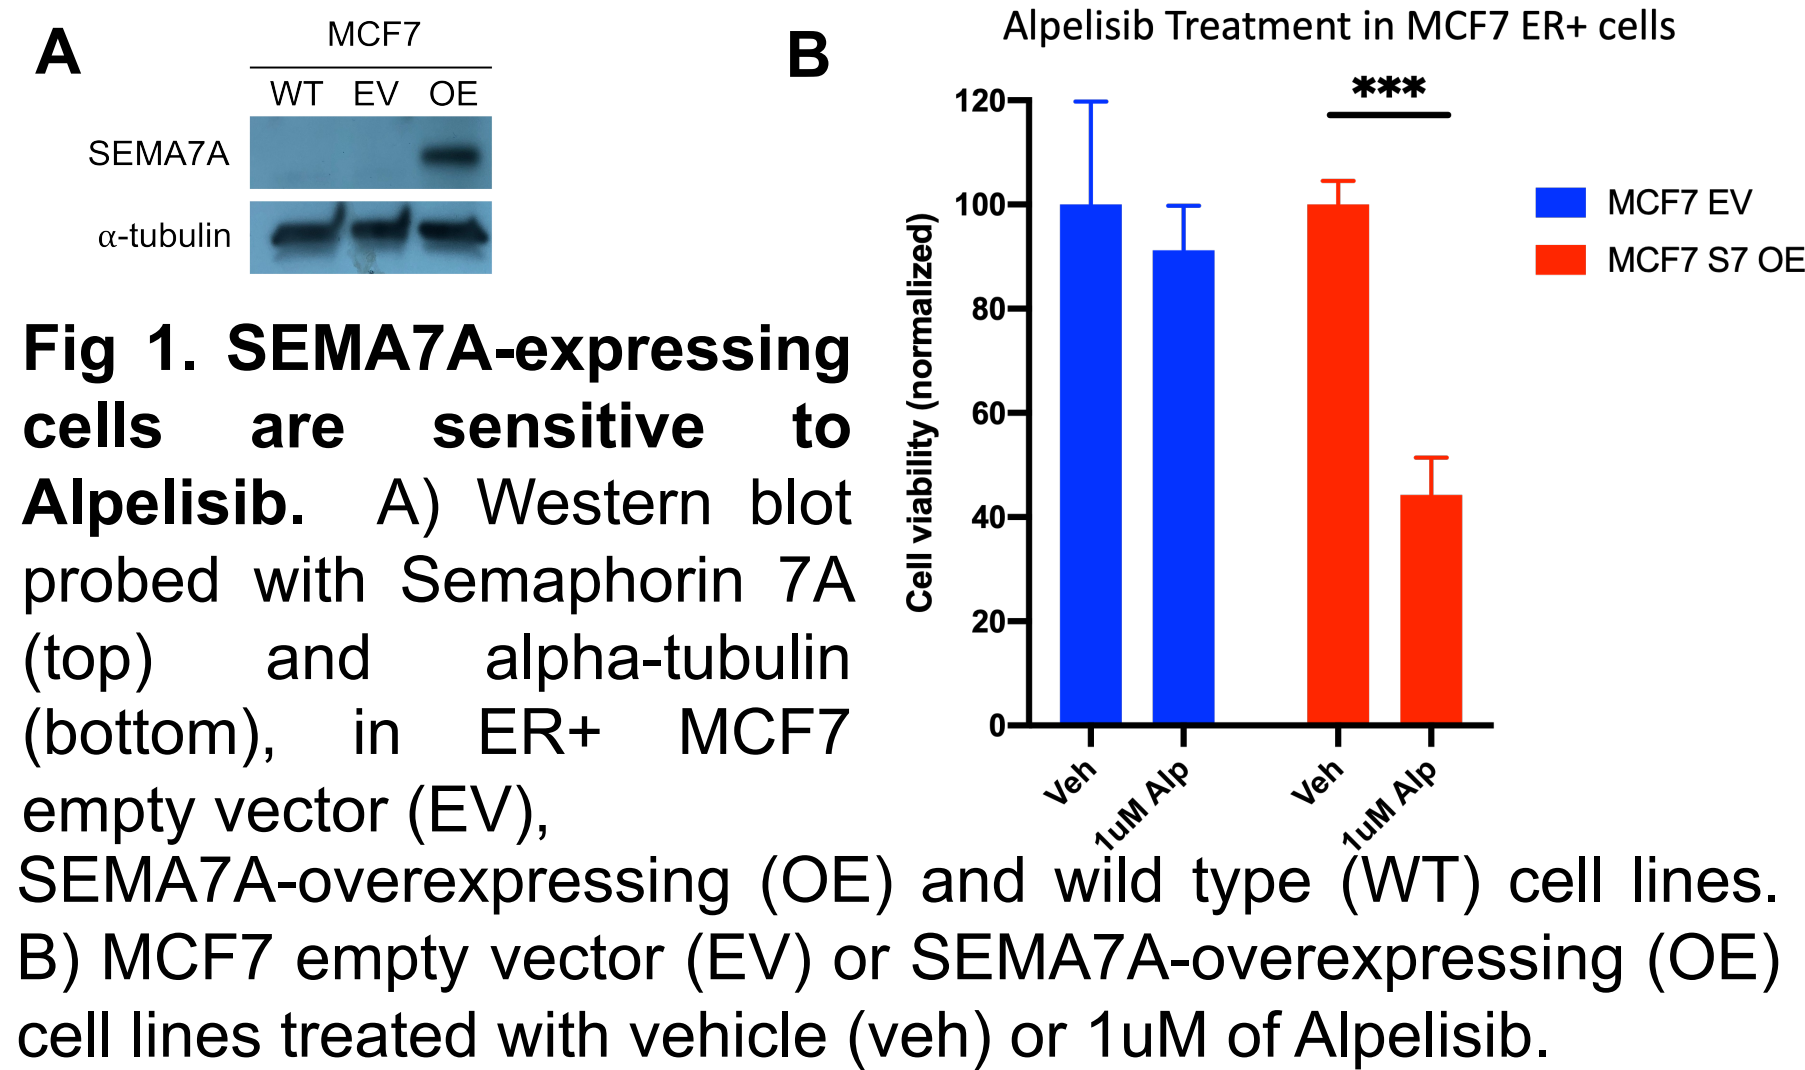 A
MCF7
WT EV OE
SEMA7A
α-tubulin
B
Alpelisib Treatment in MCF7 ER+ cells
***
120
100
80
60
40
20
0
Cell viability (normalized)
Veh
1uM Alp
Veh
1uM Alp
MCF7 EV
MCF7 S7 OE
Fig 1. SEMA7A-expressing
cells are sensitive to
Alpelisib. A) Western blot
probed with Semaphorin 7A
(top) and alpha-tubulin
(bottom), in ER+ MCF7
empty vector (EV),
SEMA7A-overexpressing (OE) and wild type (WT) cell lines.
B) MCF7 empty vector (EV) or SEMA7A-overexpressing (OE)
cell lines treated with vehicle (veh) or 1uM of Alpelisib.